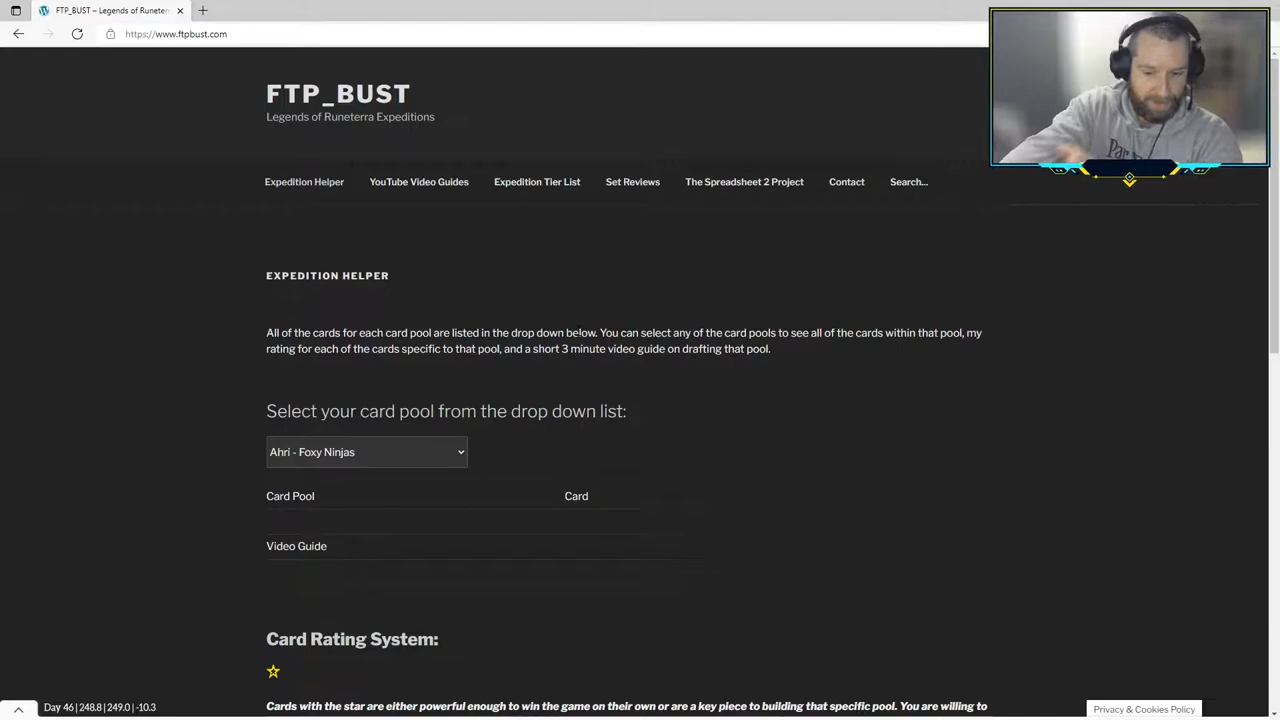 FTP_BUST – Legends of Runeterr
https://www.ftpbust.com
FTP_BUST
Legends of Runeterra Expeditions
Expedition Helper
YouTube Video Guides
Expedition Tier List
Set Reviews
The Spreadsheet 2 Project
Contact
Search...
EXPEDITION HELPER
All of the cards for each card pool are listed in the drop down below. You can select any of the card pools to see all of the cards within that pool, my
rating for each of the cards specific to that pool, and a short 3 minute video guide on drafting that pool.
Select your card pool from the drop down list:
Ahri - Foxy Ninjas
Card Pool
Card
Video Guide
Card Rating System:
Cards with the star are either powerful enough to win the game on their own or are a key piece to building that specific pool. You are willing to
Day 46 | 248.8 | 249.0 | -10.3
Privacy & Cookies Policy